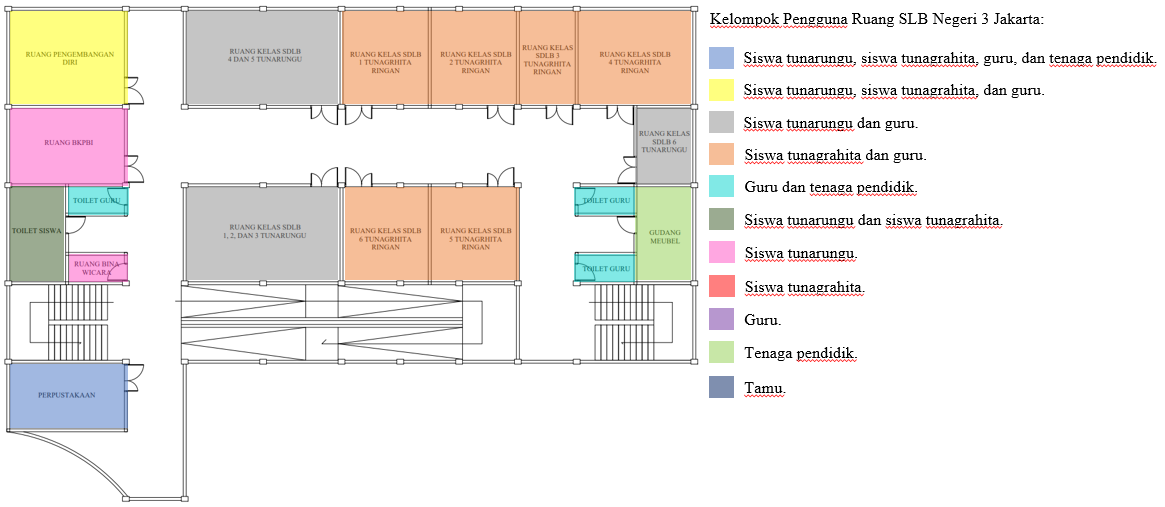 Kelompok Pengguna Ruang SLB Negeri 3 Jakarta:
Siswa tunarungu, siswa tunagrahita, guru, dan tenaga pendidik.
Siswa tunarungu, siswa tunagrahita, dan guru.
Siswa tunarungu dan guru.
Siswa tunagrahita dan guru.
Guru dan tenaga pendidik.
Siswa tunarungu dan siswa tunagrahita.
Siswa tunarungu.
Siswa tunagrahita.
Guru.
Tenaga pendidik.
Tamu.
RUANG PENGEMBANGAN
DIRI
RUANG KELAS SDLB
4 DAN 5 TUNARUNGU
RUANG KELAS SDLB
1 TUNAGRHITA
RINGAN
RUANG KELAS SDLB
2 TUNAGRHITA
RINGAN
RUANG KELAS
SDLB 3
TUNAGRHITA
RINGAN
RUANG KELAS SDLB
4 TUNAGRHITA
RINGAN
RUANG BKPBI
RUANG KELAS
SDLB 6
TUNARUNGU
TOILET GURU
TOILET SISWA
RUANG BINA
WICARA
RUANG KELAS SDLB
1, 2, DAN 3 TUNARUNGU
RUANG KELAS SDLB
6 TUNAGRHITA
RINGAN
RUANG KELAS SDLB
5 TUNAGRHITA
RINGAN
TOILET GURU
GUDANG
MEUBEL
TOILET GURU
PERPUSTAKAAN